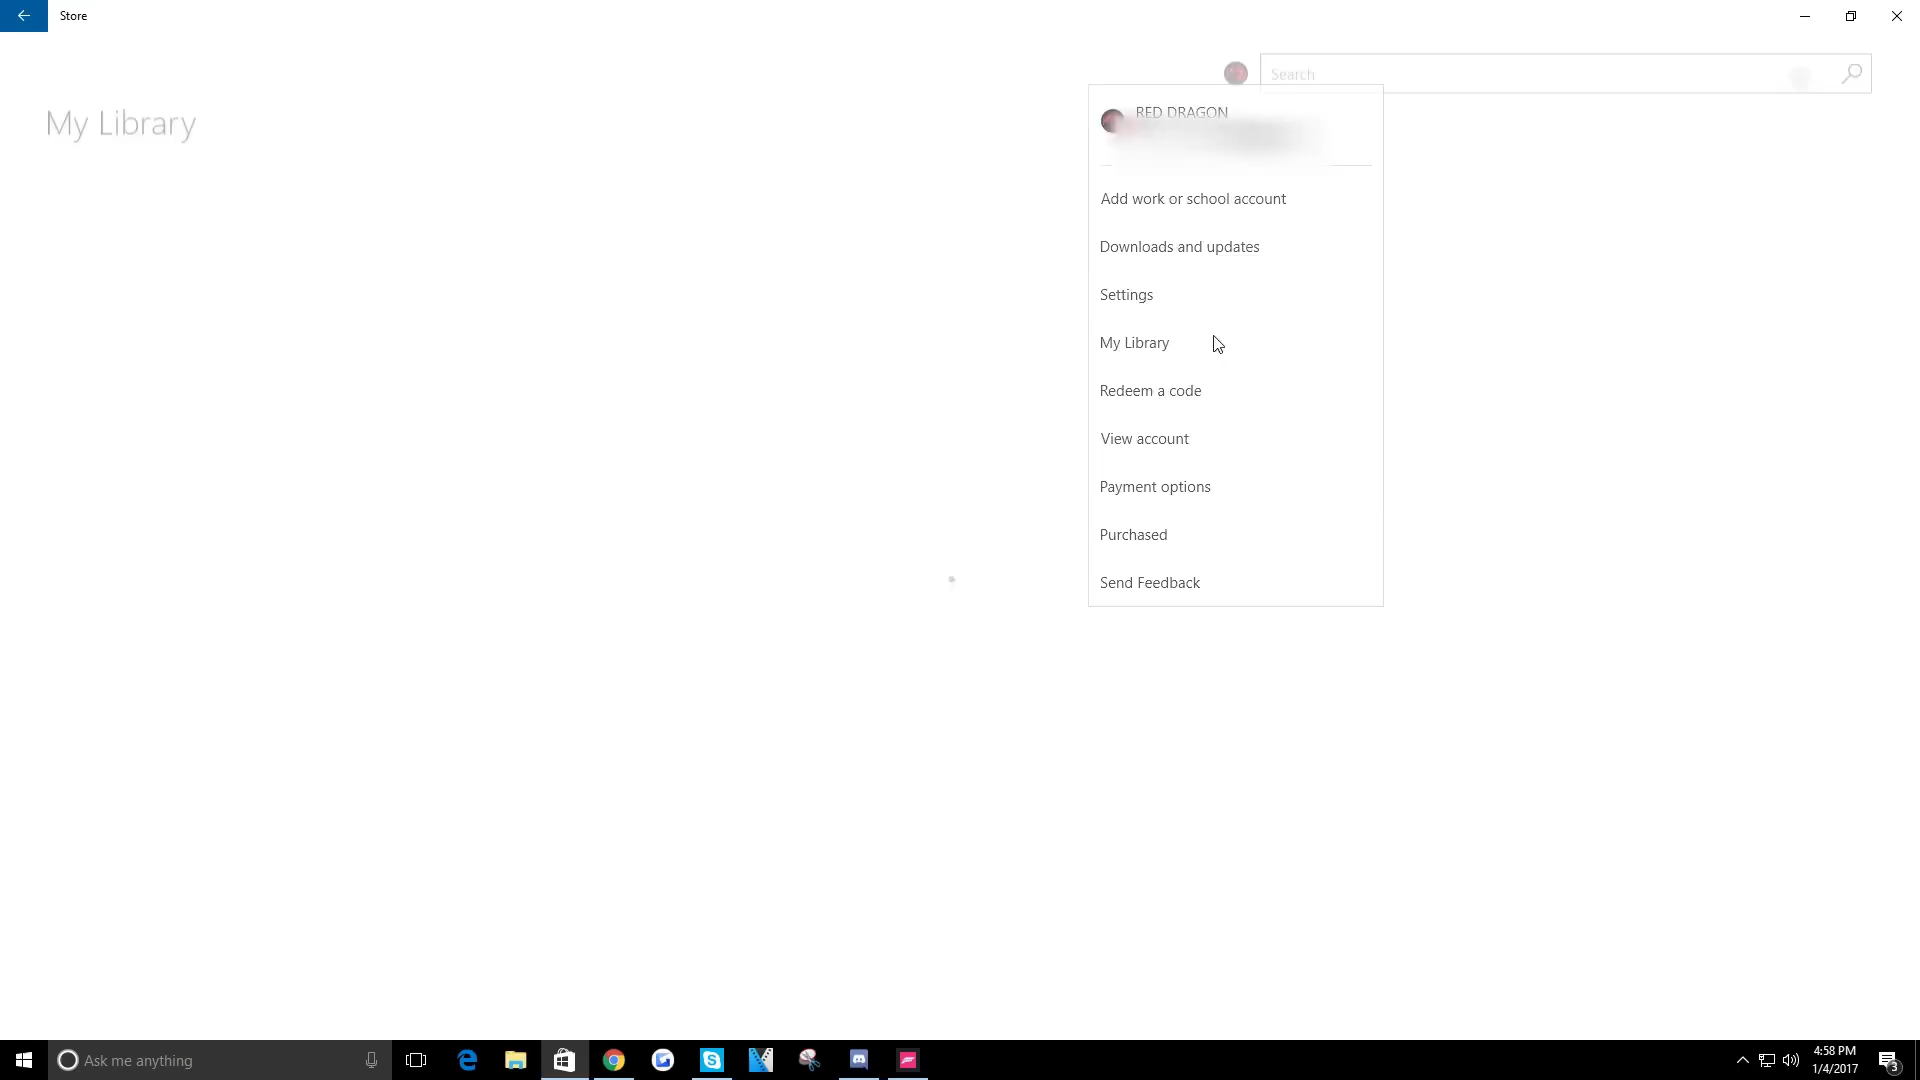 Store
Search
My Library
RED DRAGON
Add work or school account
Downloads and updates
Settings
My Library
Redeem a code
View account
Payment options
Purchased
Send Feedback
Ask me anything
4:58 PM
1/4/2017
3